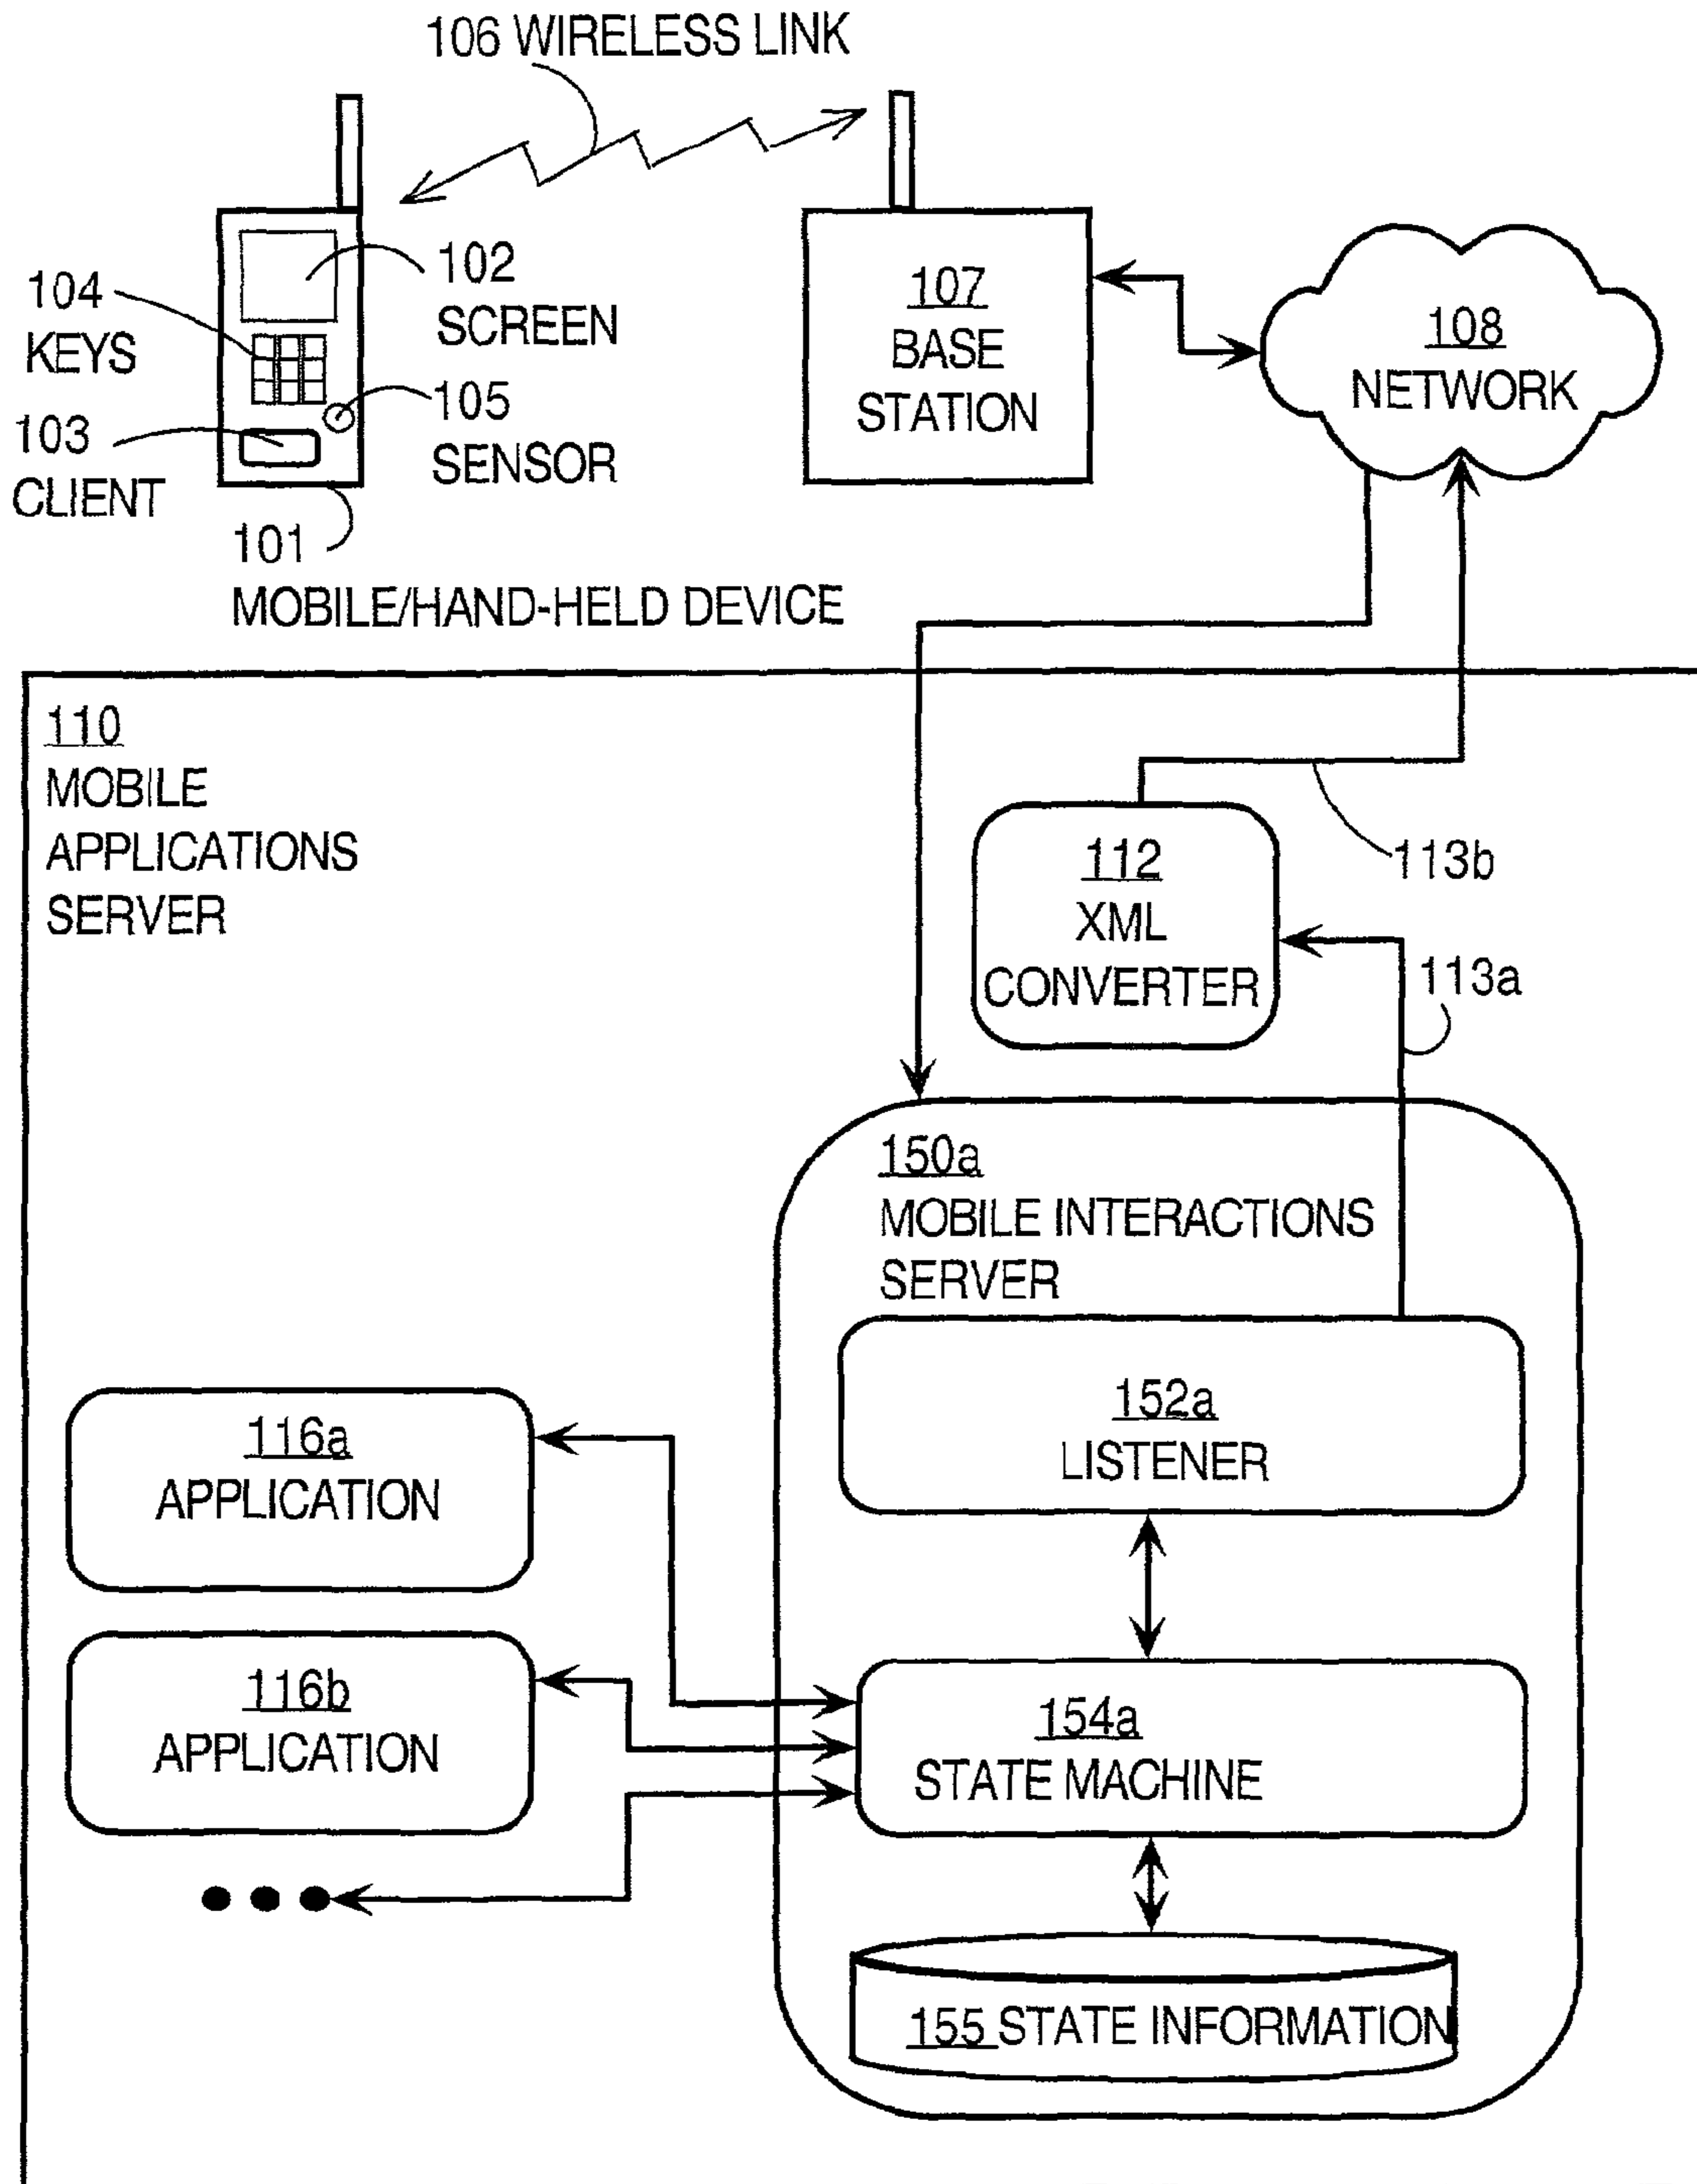 106 WIRELESS LINK
104
KEYS
102
SCREEN
107
BASE
STATION
108
NETWORK
103
CLIENT
105
SENSOR
101
MOBILE/HAND-HELD DEVICE
110
MOBILE
APPLICATIONS
SERVER
112
XML
CONVERTER
113b
113a
150a
MOBILE INTERACTIONS
SERVER
152a
LISTENER
116a
APPLICATION
116b
APPLICATION
154a
STATE MACHINE
155 STATE INFORMATION